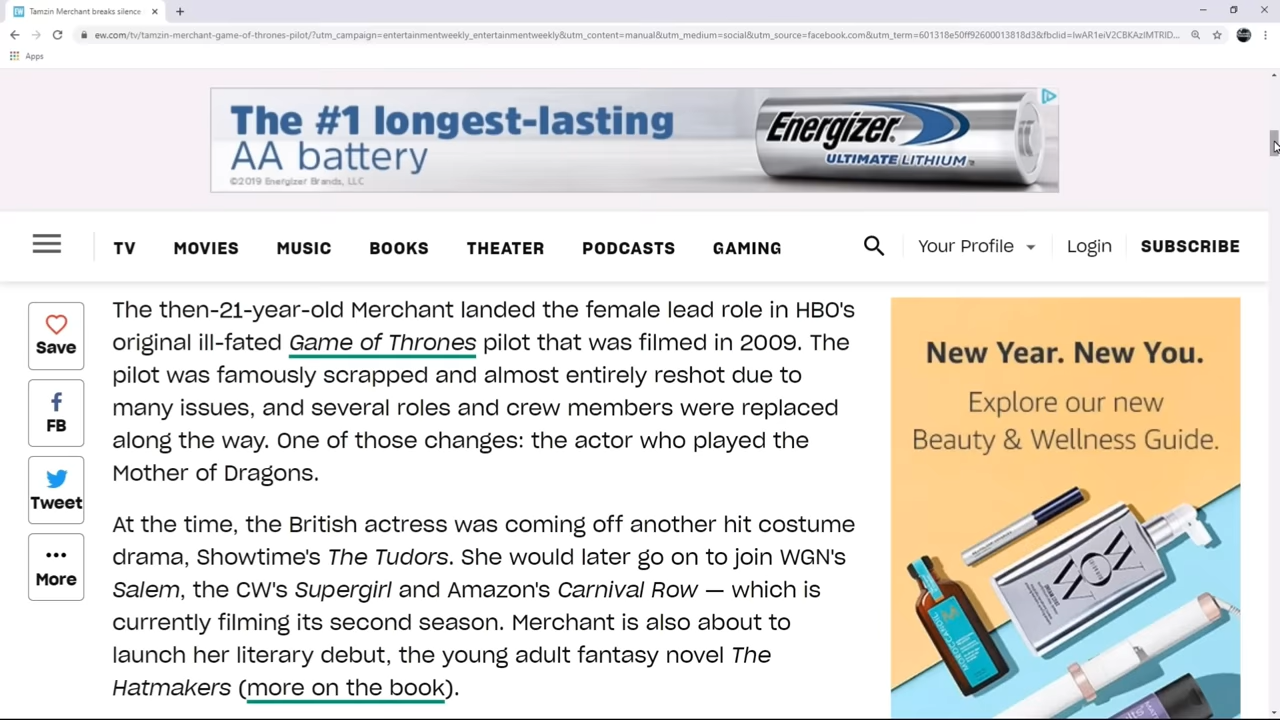 Tamzin Merchant breaks silence
ew.com/tv/tamzin-merchant-game-of-thrones-pilot/?utm_campaign=entertainmentweekly_entertainmentweekly&utm_content=manual&utm_medium=social&utm_source=facebook.com&utm_term=601318e50ff92600013818d3&fbclid=IwAR1eiV2CBKAzlMTRlD...
Apps
The #1 longest-lasting
AA battery
©2019 Energizer Brands, LLC
Energizer
ULTIMATE LITHIUM
TV MOVIES MUSIC BOOKS THEATER PODCASTS GAMING Your Profile Login SUBSCRIBE
Save
FB
Tweet
More
The then-21-year-old Merchant landed the female lead role in HBO's
original ill-fated Game of Thrones pilot that was filmed in 2009. The
pilot was famously scrapped and almost entirely reshot due to
many issues, and several roles and crew members were replaced
along the way. One of those changes: the actor who played the
Mother of Dragons.
At the time, the British actress was coming off another hit costume
drama, Showtime's The Tudors. She would later go on to join WGN's
Salem, the CW's Supergirl and Amazon's Carnival Row — which is
currently filming its second season. Merchant is also about to
launch her literary debut, the young adult fantasy novel The
Hatmakers (more on the book).
New Year. New You.
Explore our new
Beauty & Wellness Guide.
WOW
MOROCCANOIL